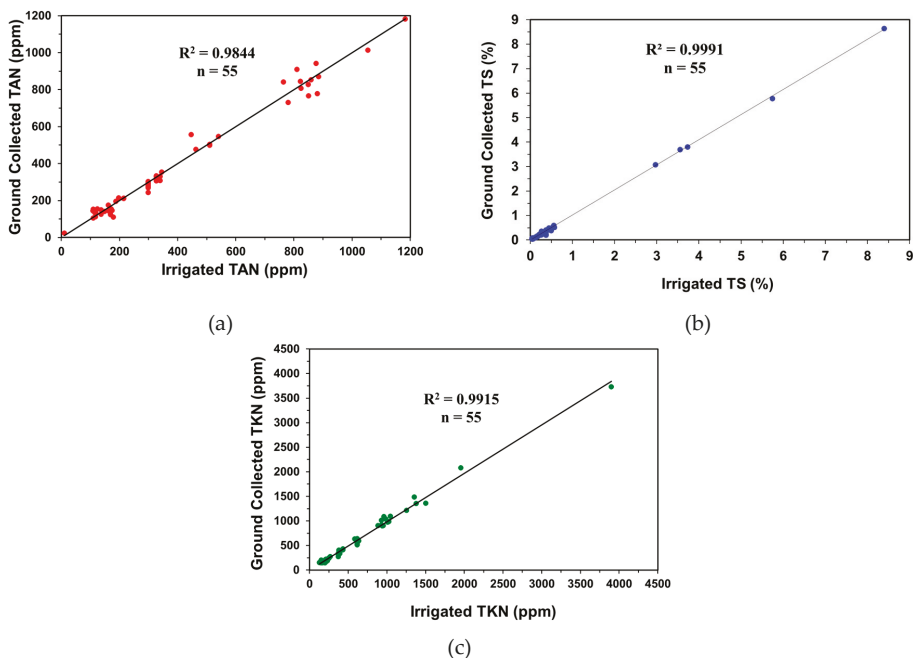 1200
1000
800
600
400
200
0
0 200 400 600 800 1000 1200
Ground Collected TAN (ppm)
R² = 0.9844
n = 55
Irrigated TAN (ppm)
(a)
9
8
7
6
5
4
3
2
1
0
0 1 2 3 4 5 6 7 8 9
Ground Collected TS (%)
R² = 0.9991
n = 55
Irrigated TS (%)
(b)
4500
4000
3500
3000
2500
2000
1500
1000
500
0
0 500 1000 1500 2000 2500 3000 3500 4000 4500
Ground Collected TKN (ppm)
R² = 0.9915
n = 55
Irrigated TKN (ppm)
(c)